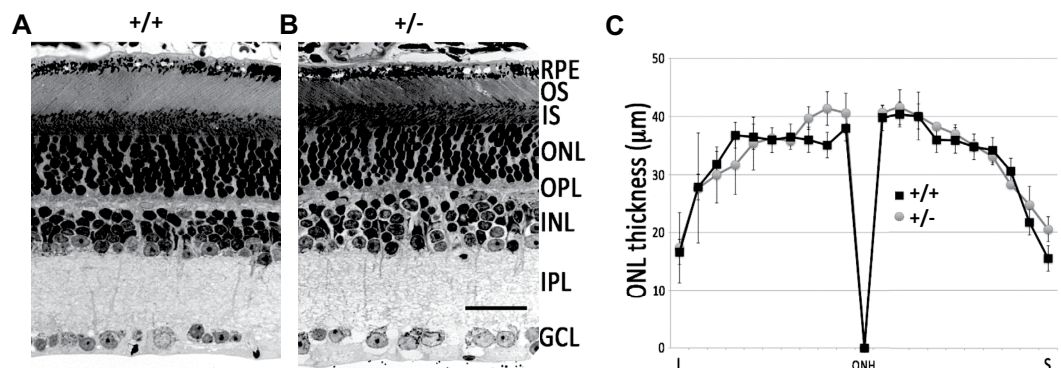 A
+/+
B
+/-
RPE
OS
IS
ONL
OPL
INL
IPL
GCL
C
ONL thickness (µm)
50
40
30
20
10
0
+/+
+/-
ONH
S